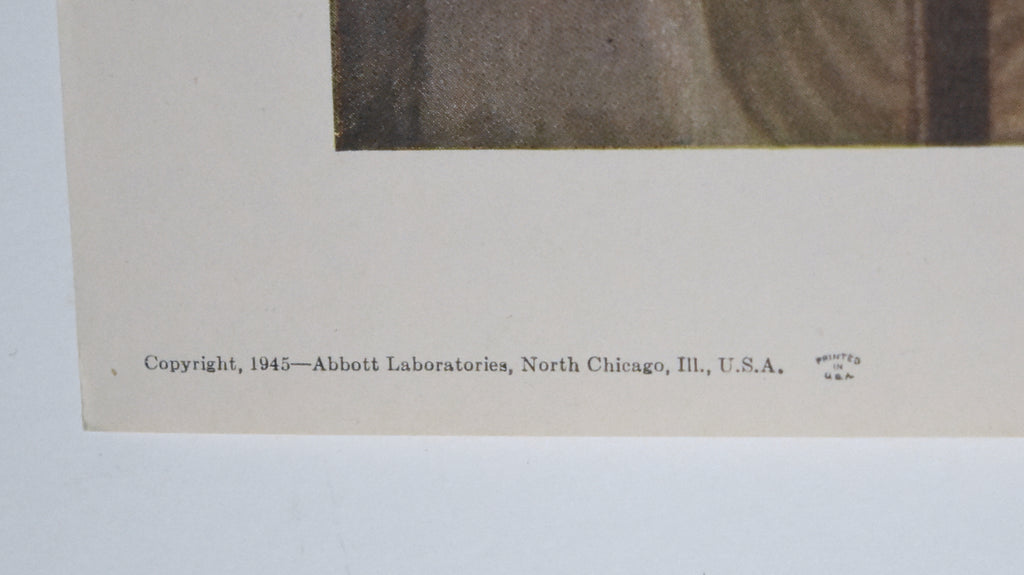 Copyright, 1945—Abbott Laboratories, North Chicago, Ill., U.S.A.
PRINTED
IN
U.S.A.